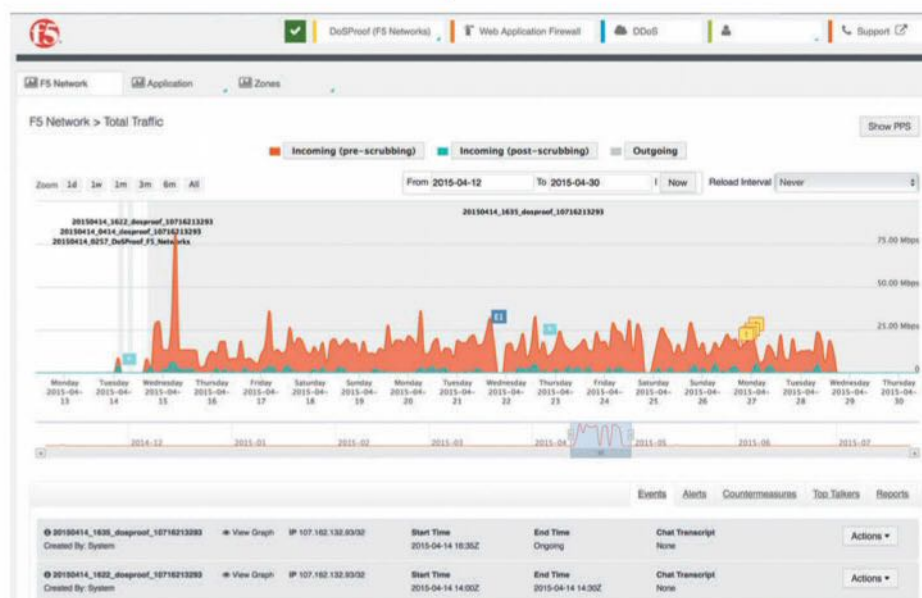 f5
DoSProof (F5 Networks)
Web Application Firewall
DDoS
Support
F5 Network
Application
Zones
F5 Network > Total Traffic
Show PPS
Incoming (pre-scrubbing)
Incoming (post-scrubbing)
Outgoing
Zoom 1d 1w 1m 3m 6m All
From 2015-04-12 To 2015-04-30
Now
Reload Interval Never
20150414_1622_dosproof_10716213293
20150414_1635_dosproof_10716213293
20150414_0414_dosproof_10716213293
20150414_0257_DoSProof_F5_Networks
75.00 Mbps
50.00 Mbps
25.00 Mbps
0
E1
Monday Tuesday Wednesday Thursday Friday Saturday Sunday Monday Tuesday Wednesday Thursday Friday Saturday Sunday Monday Tuesday Wednesday Thursday
2015-04- 2015-04- 2015-04- 2015-04- 2015-04- 2015-04- 2015-04- 2015-04- 2015-04- 2015-04- 2015-04- 2015-04- 2015-04- 2015-04- 2015-04- 2015-04- 2015-04- 2015-04-
13 14 15 16 17 18 19 20 21 22 23 24 25 26 27 28 29 30
2014-12 2015-01 2015-02 2015-03 2015-04 2015-05 2015-06 2015-07
Events Alerts Countermeasures Top Talkers Reports
20150414_1635_dosproof_10716213293 View Graph IP 107.162.132.93/32 Start Time End Time Chat Transcript Actions
Created By: System 2015-04-14 16:35Z Ongoing None
20150414_1622_dosproof_10716213293 View Graph IP 107.162.132.93/32 Start Time End Time Chat Transcript Actions
Created By: System 2015-04-14 14:00Z 2015-04-14 14:30Z None